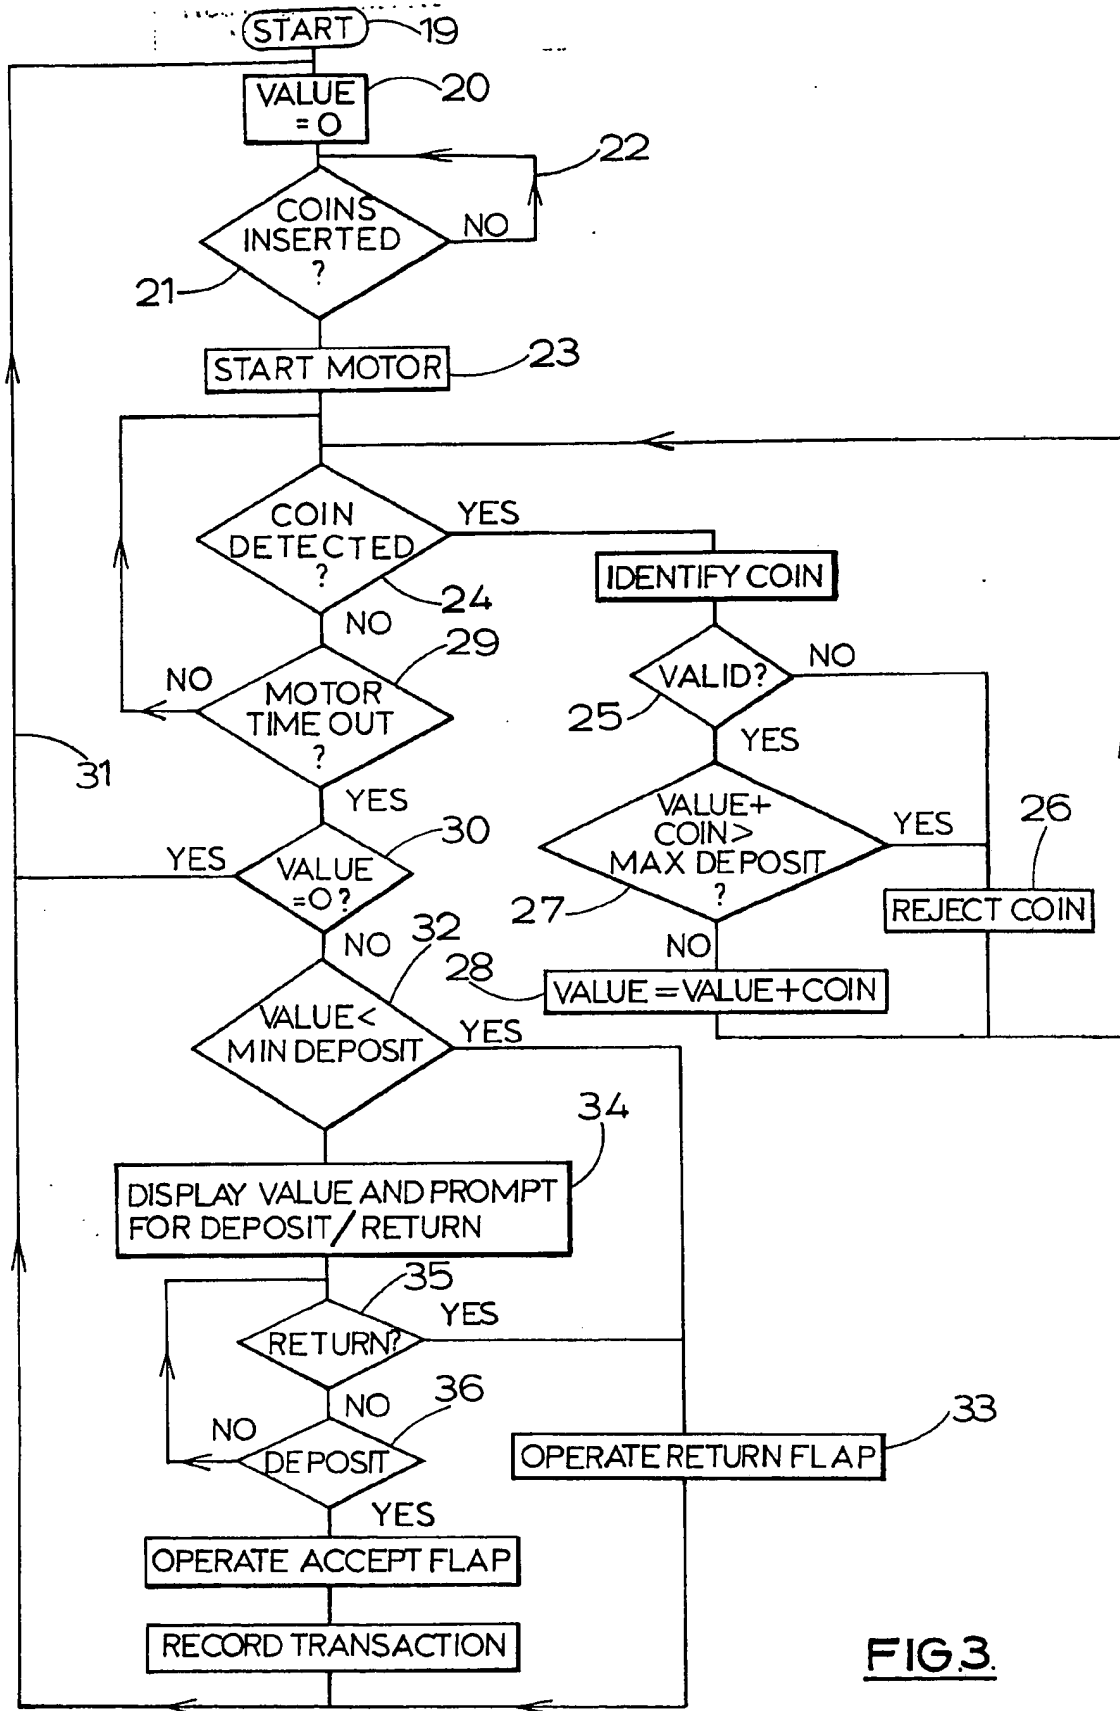 START
19
20
VALUE
=0
22
COINS
INSERTED
?
NO
21
START MOTOR
23
COIN
DETECTED
?
YES
24
IDENTIFY COIN
NO
29
VALID?
NO
25
NO
MOTOR
TIME OUT
?
YES
31
YES
VALUE+
COIN>
MAX DEPOSIT
?
YES
26
30
YES
VALUE
=0?
27
REJECT COIN
NO
32
NO
28
VALUE=VALUE+COIN
VALUE<
MIN DEPOSIT
YES
34
DISPLAY VALUE AND PROMPT
FOR DEPOSIT/RETURN
35
YES
RETURN?
NO
36
NO
DEPOSIT
33
OPERATE RETURN FLAP
YES
OPERATE ACCEPT FLAP
RECORD TRANSACTION
FIG.3.